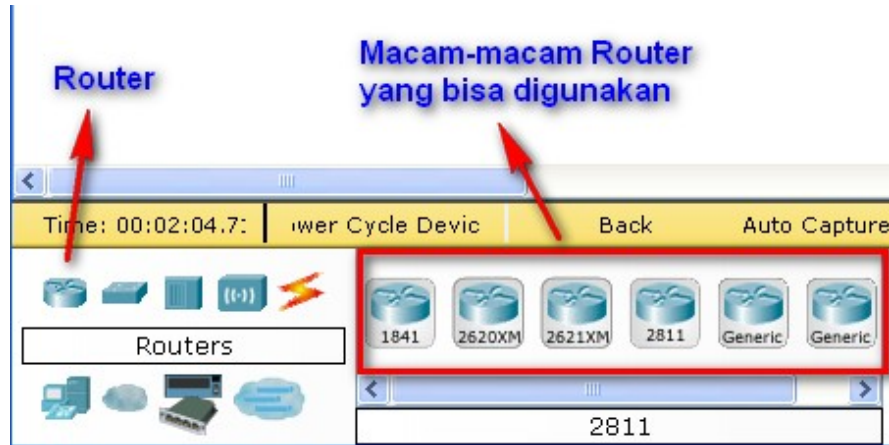 Router
Macam-macam Router
yang bisa digunakan
Time: 00:02:04.71
wer Cycle Devic
Back
Auto Capture
Routers
1841
2620XM
2621XM
2811
Generic
Generic
2811